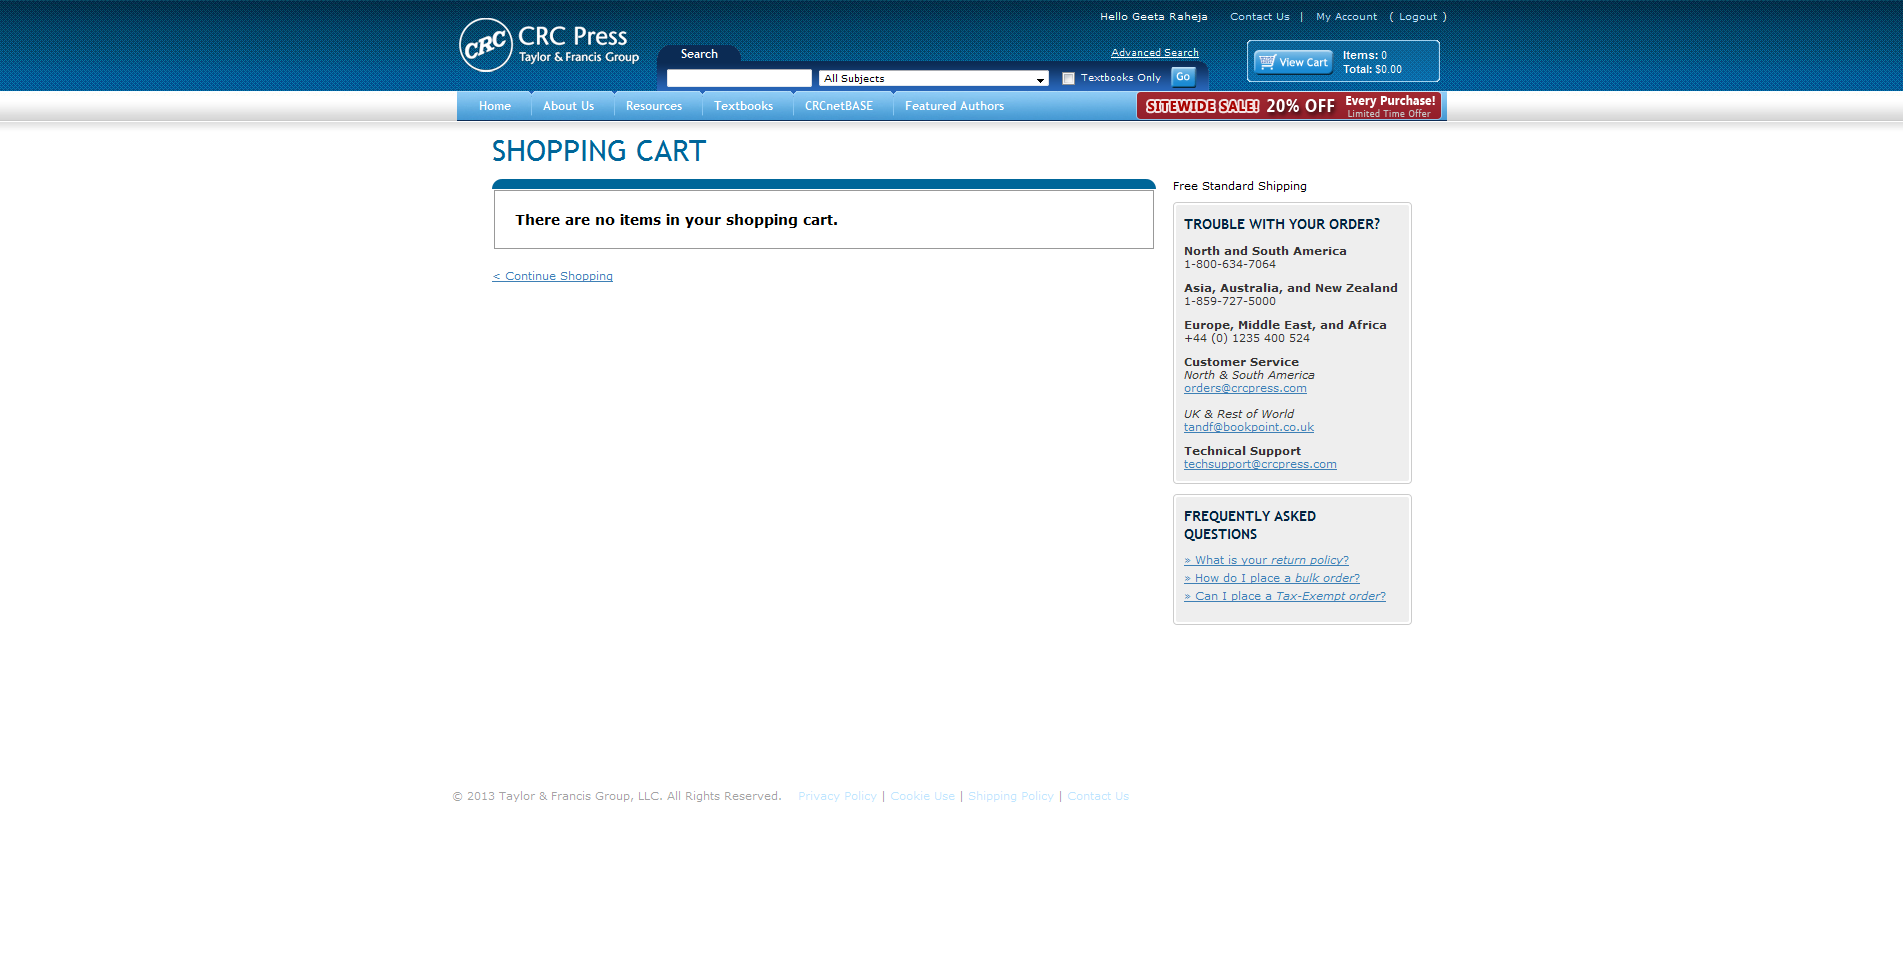 Hello Geeta Raheja Contact Us | My Account ( Logout )
CRC CRC Press
Taylor & Francis Group
Search Advanced Search
All Subjects Textbooks Only Go
View Cart Items: 0
Total: $0.00
Home About Us Resources Textbooks CRCnetBASE Featured Authors
SITEWIDE SALE! 20% OFF Every Purchase!
Limited Time Offer
SHOPPING CART
There are no items in your shopping cart.
< Continue Shopping
Free Standard Shipping
TROUBLE WITH YOUR ORDER?
North and South America
1-800-634-7064
Asia, Australia, and New Zealand
1-859-727-5000
Europe, Middle East, and Africa
+44 (0) 1235 400 524
Customer Service
North & South America
orders@crcpress.com
UK & Rest of World
tandf@bookpoint.co.uk
Technical Support
techsupport@crcpress.com
FREQUENTLY ASKED
QUESTIONS
» What is your return policy?
» How do I place a bulk order?
» Can I place a Tax-Exempt order?
© 2013 Taylor & Francis Group, LLC. All Rights Reserved. Privacy Policy | Cookie Use | Shipping Policy | Contact Us